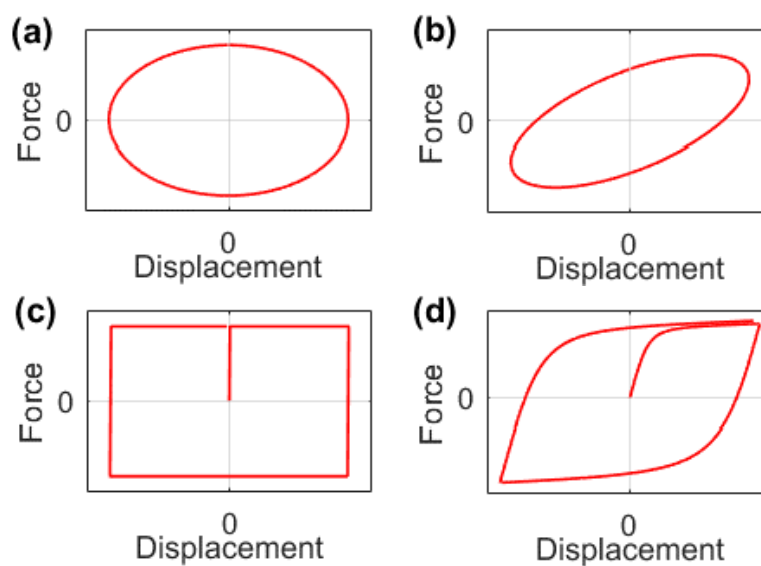 (a)
Force
0
0
Displacement
(b)
Force
0
0
Displacement
(c)
Force
0
0
Displacement
(d)
Force
0
0
Displacement